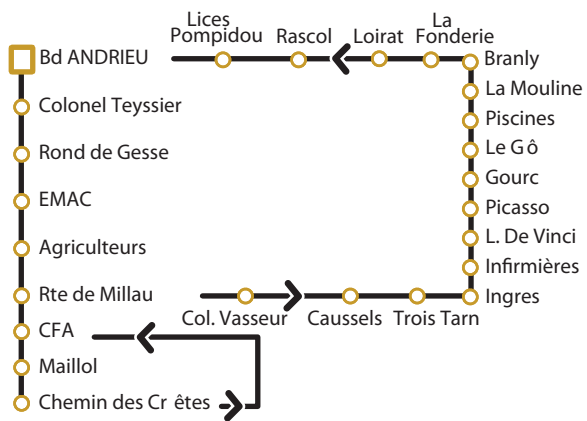 Lices
Pompidou
Rascol
Loirat
La
Fonderie
Bd ANDRIEU
Branly
La Mouline
Colonel Teyssier
Piscines
Rond de Gesse
Le Gô
Gourc
EMAC
Picasso
L. De Vinci
Agriculteurs
Infirmières
Rte de Millau
Ingres
Col. Vasseur
Caussels
Trois Tarn
CFA
Maillol
Chemin des Cr êtes